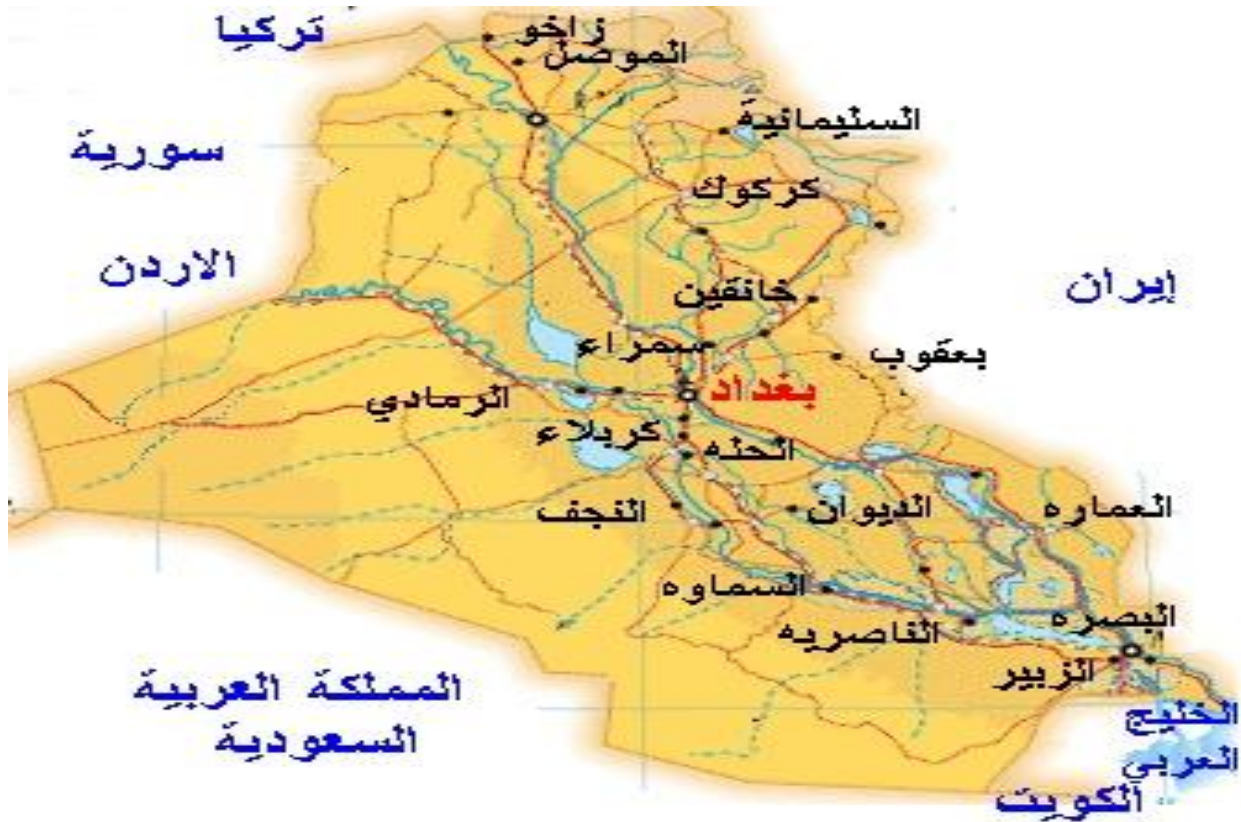 تركيا
زاخو
الموصل
السليمانية
سورية
كركوك
الاردن
إيران
خانقين
سمراء
بعقوب
بغداد
الرمادي
كربلاء
الحله
النجف
الديوان
العماره
السماوه
البصره
الناصريه
الزبير
المملكة العربية
السعودية
الخليج
العربي
الكويت